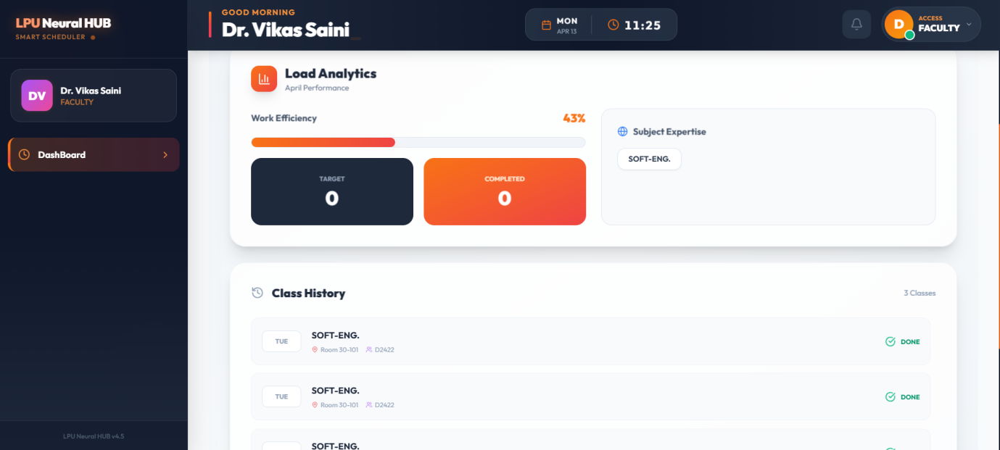 LPU Neural HUB
SMART SCHEDULER
DV
Dr. Vikas Saini
FACULTY
DashBoard
LPU Neural HUB v4.5
GOOD MORNING
Dr. Vikas Saini_
MON
APR 13
11:25
D
ACCESS
FACULTY
Load Analytics
April Performance
Work Efficiency
43%
TARGET
0
COMPLETED
0
Subject Expertise
SOFT-ENG.
Class History
3 Classes
TUE
SOFT-ENG.
Room 30-101 D2422
DONE
TUE
SOFT-ENG.
Room 30-101 D2422
DONE
SOFT-ENG.